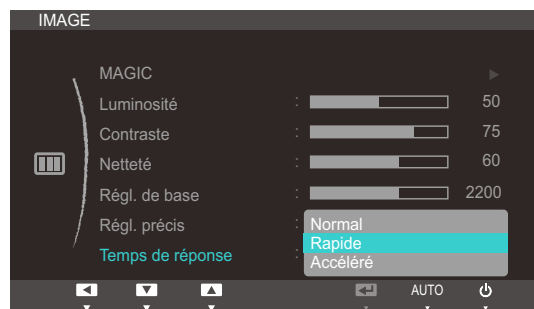 IMAGE
MAGIC
Luminosité : 50
Contraste : 75
Netteté : 60
Régl. de base : 2200
Régl. précis : Normal
Rapide
Temps de réponse : Accéléré
AUTO